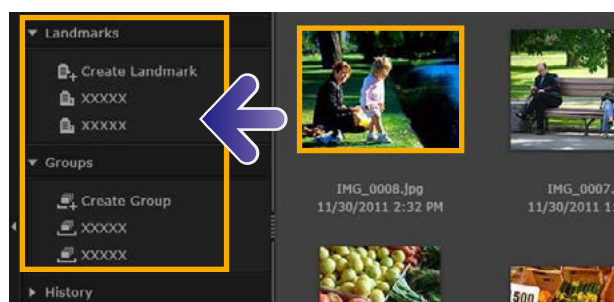 Landmarks
Create Landmark
XXXXX
XXXXX
Groups
Create Group
XXXXX
XXXXX
History
IMG_0008.jpg
11/30/2011 2:32 PM
IMG_0007.
11/30/2011 1
500